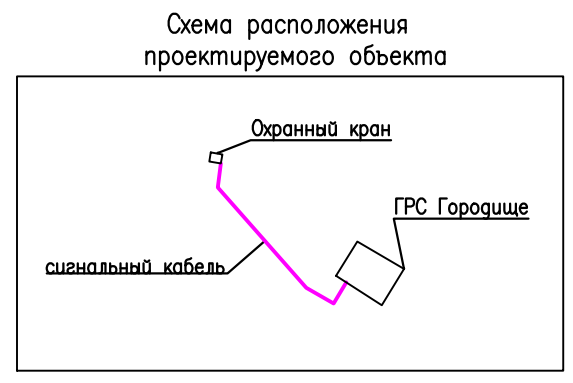 Схема расположения
проектируемого объекта
Охранный кран
ГРС Городище
сигнальный кабель